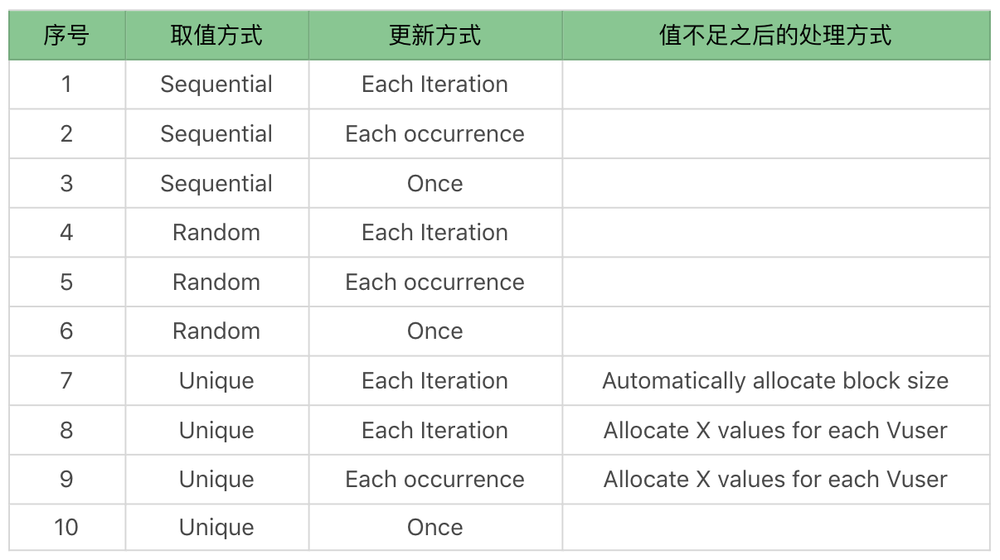 序号 取值方式 更新方式 值不足之后的处理方式
1 Sequential Each Iteration
2 Sequential Each occurrence
3 Sequential Once
4 Random Each Iteration
5 Random Each occurrence
6 Random Once
7 Unique Each Iteration Automatically allocate block size
8 Unique Each Iteration Allocate X values for each Vuser
9 Unique Each occurrence Allocate X values for each Vuser
10 Unique Once